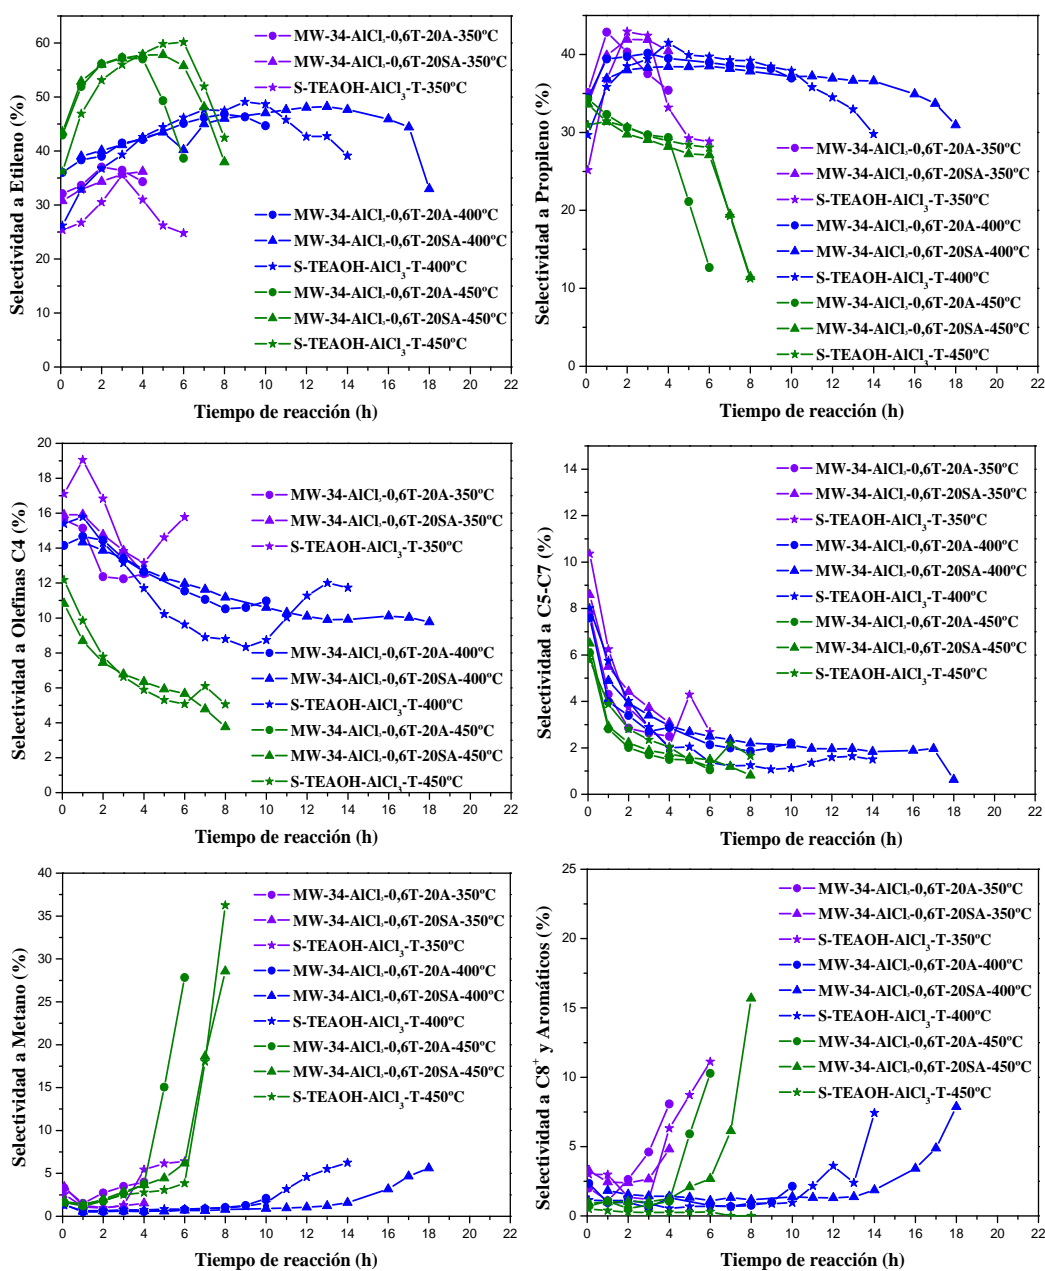 Selectividad a Etileno (%)
60
50
40
30
20
10
0
MW-34-AlCl₃-0,6T-20A-350ºC
MW-34-AlCl₃-0,6T-20SA-350ºC
S-TEAOH-AlCl₃-T-350ºC
MW-34-AlCl₃-0,6T-20A-400ºC
MW-34-AlCl₃-0,6T-20SA-400ºC
S-TEAOH-AlCl₃-T-400ºC
MW-34-AlCl₃-0,6T-20A-450ºC
MW-34-AlCl₃-0,6T-20SA-450ºC
S-TEAOH-AlCl₃-T-450ºC
0 2 4 6 8 10 12 14 16 18 20 22
Tiempo de reacción (h)
Selectividad a Propileno (%)
40
30
20
10
0
MW-34-AlCl₃-0,6T-20A-350ºC
MW-34-AlCl₃-0,6T-20SA-350ºC
S-TEAOH-AlCl₃-T-350ºC
MW-34-AlCl₃-0,6T-20A-400ºC
MW-34-AlCl₃-0,6T-20SA-400ºC
S-TEAOH-AlCl₃-T-400ºC
MW-34-AlCl₃-0,6T-20A-450ºC
MW-34-AlCl₃-0,6T-20SA-450ºC
S-TEAOH-AlCl₃-T-450ºC
0 2 4 6 8 10 12 14 16 18 20 22
Tiempo de reacción (h)
Selectividad a Olefinas C4 (%)
20
18
16
14
12
10
8
6
4
2
0
MW-34-AlCl₃-0,6T-20A-350ºC
MW-34-AlCl₃-0,6T-20SA-350ºC
S-TEAOH-AlCl₃-T-350ºC
MW-34-AlCl₃-0,6T-20A-400ºC
MW-34-AlCl₃-0,6T-20SA-400ºC
S-TEAOH-AlCl₃-T-400ºC
MW-34-AlCl₃-0,6T-20A-450ºC
MW-34-AlCl₃-0,6T-20SA-450ºC
S-TEAOH-AlCl₃-T-450ºC
0 2 4 6 8 10 12 14 16 18 20 22
Tiempo de reacción (h)
Selectividad a C5-C7 (%)
14
12
10
8
6
4
2
0
MW-34-AlCl₃-0,6T-20A-350ºC
MW-34-AlCl₃-0,6T-20SA-350ºC
S-TEAOH-AlCl₃-T-350ºC
MW-34-AlCl₃-0,6T-20A-400ºC
MW-34-AlCl₃-0,6T-20SA-400ºC
S-TEAOH-AlCl₃-T-400ºC
MW-34-AlCl₃-0,6T-20A-450ºC
MW-34-AlCl₃-0,6T-20SA-450ºC
S-TEAOH-AlCl₃-T-450ºC
0 2 4 6 8 10 12 14 16 18 20 22
Tiempo de reacción (h)
Selectividad a Metano (%)
40
35
30
25
20
15
10
5
0
MW-34-AlCl₃-0,6T-20A-350ºC
MW-34-AlCl₃-0,6T-20SA-350ºC
S-TEAOH-AlCl₃-T-350ºC
MW-34-AlCl₃-0,6T-20A-400ºC
MW-34-AlCl₃-0,6T-20SA-400ºC
S-TEAOH-AlCl₃-T-400ºC
MW-34-AlCl₃-0,6T-20A-450ºC
MW-34-AlCl₃-0,6T-20SA-450ºC
S-TEAOH-AlCl₃-T-450ºC
0 2 4 6 8 10 12 14 16 18 20 22
Tiempo de reacción (h)
Selectividad a C8⁺ y Aromáticos (%)
25
20
15
10
5
0
MW-34-AlCl₃-0,6T-20A-350ºC
MW-34-AlCl₃-0,6T-20SA-350ºC
S-TEAOH-AlCl₃-T-350ºC
MW-34-AlCl₃-0,6T-20A-400ºC
MW-34-AlCl₃-0,6T-20SA-400ºC
S-TEAOH-AlCl₃-T-400ºC
MW-34-AlCl₃-0,6T-20A-450ºC
MW-34-AlCl₃-0,6T-20SA-450ºC
S-TEAOH-AlCl₃-T-450ºC
0 2 4 6 8 10 12 14 16 18 20 22
Tiempo de reacción (h)